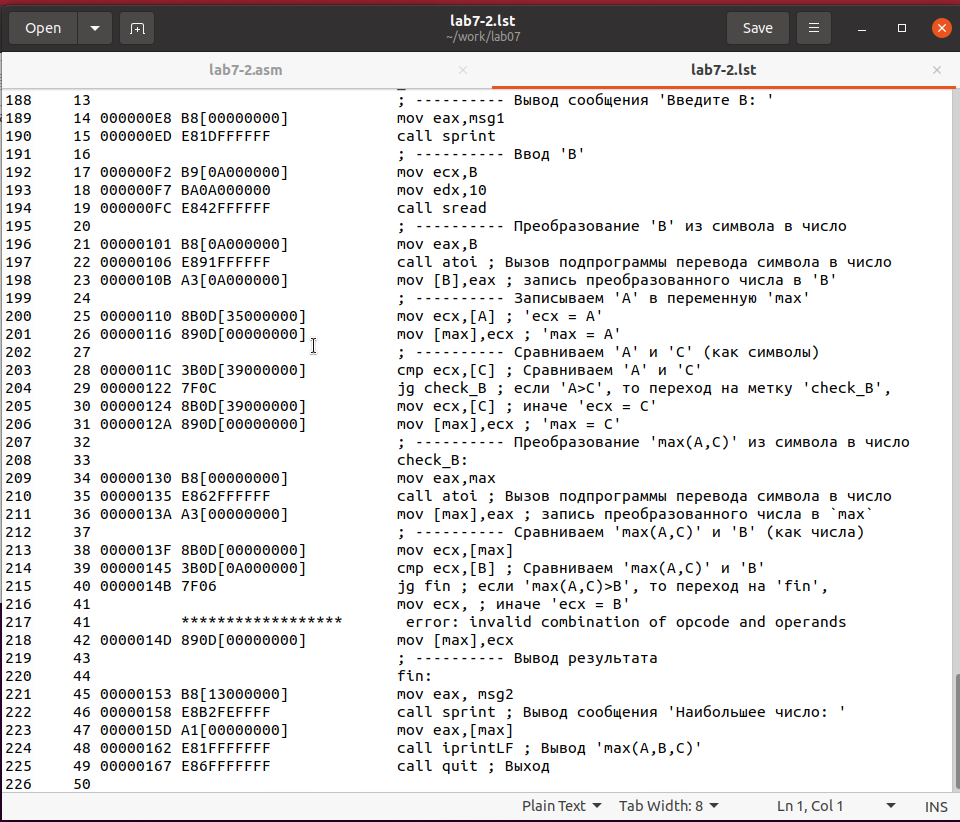 Open
lab7-2.lst
~/work/lab07
Save
lab7-2.asm
lab7-2.lst
188 13 ; ---------- Вывод сообщения 'Введите B: '
189 14 000000E8 B8[00000000] mov eax,msg1
190 15 000000ED E81DFFFFFF call sprint
191 16 ; ---------- Ввод 'B'
192 17 000000F2 B9[0A000000] mov ecx,B
193 18 000000F7 BA0A000000 mov edx,10
194 19 000000FC E842FFFFFF call sread
195 20 ; ---------- Преобразование 'B' из символа в число
196 21 00000101 B8[0A000000] mov eax,B
197 22 00000106 E891FFFFFF call atoi ; Вызов подпрограммы перевода символа в число
198 23 0000010B A3[0A000000] mov [B],eax ; запись преобразованного числа в 'B'
199 24 ; ---------- Записываем 'A' в переменную 'max'
200 25 00000110 8B0D[35000000] mov ecx,[A] ; 'ecx = A'
201 26 00000116 890D[00000000] mov [max],ecx ; 'max = A'
202 27 ; ---------- Сравниваем 'A' и 'C' (как символы)
203 28 0000011C 3B0D[39000000] cmp ecx,[C] ; Сравниваем 'A' и 'C'
204 29 00000122 7F0C jg check_B ; если 'A>C', то переход на метку 'check_B',
205 30 00000124 8B0D[39000000] mov ecx,[C] ; иначе 'ecx = C'
206 31 0000012A 890D[00000000] mov [max],ecx ; 'max = C'
207 32 ; ---------- Преобразование 'max(A,C)' из символа в число
208 33 check_B:
209 34 00000130 B8[00000000] mov eax,max
210 35 00000135 E862FFFFFF call atoi ; Вызов подпрограммы перевода символа в число
211 36 0000013A A3[00000000] mov [max],eax ; запись преобразованного числа в `max`
212 37 ; ---------- Сравниваем 'max(A,C)' и 'B' (как числа)
213 38 0000013F 8B0D[00000000] mov ecx,[max]
214 39 00000145 3B0D[0A000000] cmp ecx,[B] ; Сравниваем 'max(A,C)' и 'B'
215 40 0000014B 7F06 jg fin ; если 'max(A,C)>B', то переход на 'fin',
216 41 mov ecx, ; иначе 'ecx = B'
217 41 ****************** error: invalid combination of opcode and operands
218 42 0000014D 890D[00000000] mov [max],ecx
219 43 ; ---------- Вывод результата
220 44 fin:
221 45 00000153 B8[13000000] mov eax, msg2
222 46 00000158 E8B2FEFFFF call sprint ; Вывод сообщения 'Наибольшее число: '
223 47 0000015D A1[00000000] mov eax,[max]
224 48 00000162 E81FFFFFFF call iprintLF ; Вывод 'max(A,B,C)'
225 49 00000167 E86FFFFFFF call quit ; Выход
226 50
Plain Text Tab Width: 8 Ln 1, Col 1 INS